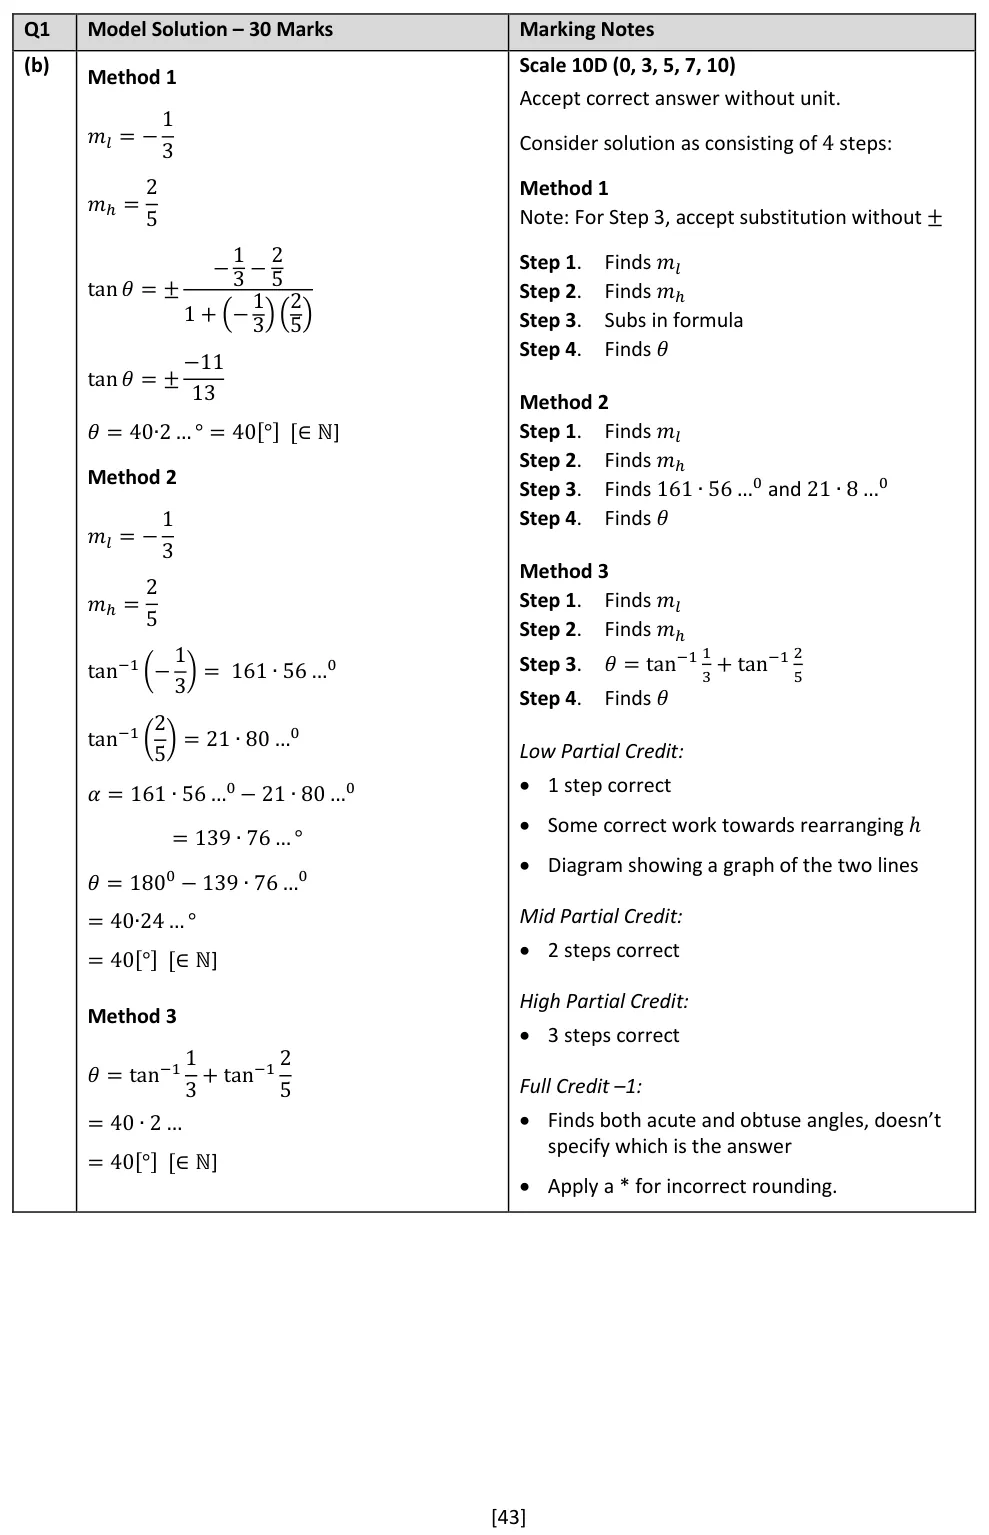 Q1 Model Solution – 30 Marks Marking Notes
(b)
Method 1
m_l = −1/3
m_h = 2/5
tan θ = ± (−1/3 − 2/5) / (1 + (−1/3)(2/5))
tan θ = ± −11/13
θ = 40·2 … ° = 40[°] [∈ ℕ]
Method 2
m_l = −1/3
m_h = 2/5
tan⁻¹ (−1/3) = 161 · 56 …⁰
tan⁻¹ (2/5) = 21 · 80 …⁰
α = 161 · 56 …⁰ − 21 · 80 …⁰
= 139 · 76 … °
θ = 180⁰ − 139 · 76 …⁰
= 40·24 … °
= 40[°] [∈ ℕ]
Method 3
θ = tan⁻¹ 1/3 + tan⁻¹ 2/5
= 40 · 2 …
= 40[°] [∈ ℕ]
Scale 10D (0, 3, 5, 7, 10)
Accept correct answer without unit.
Consider solution as consisting of 4 steps:
Method 1
Note: For Step 3, accept substitution without ±
Step 1. Finds m_l
Step 2. Finds m_h
Step 3. Subs in formula
Step 4. Finds θ
Method 2
Step 1. Finds m_l
Step 2. Finds m_h
Step 3. Finds 161 · 56 …⁰ and 21 · 8 …⁰
Step 4. Finds θ
Method 3
Step 1. Finds m_l
Step 2. Finds m_h
Step 3. θ = tan⁻¹ 1/3 + tan⁻¹ 2/5
Step 4. Finds θ
Low Partial Credit:
• 1 step correct
• Some correct work towards rearranging h
• Diagram showing a graph of the two lines
Mid Partial Credit:
• 2 steps correct
High Partial Credit:
• 3 steps correct
Full Credit –1:
• Finds both acute and obtuse angles, doesn’t
specify which is the answer
• Apply a * for incorrect rounding.
[43]